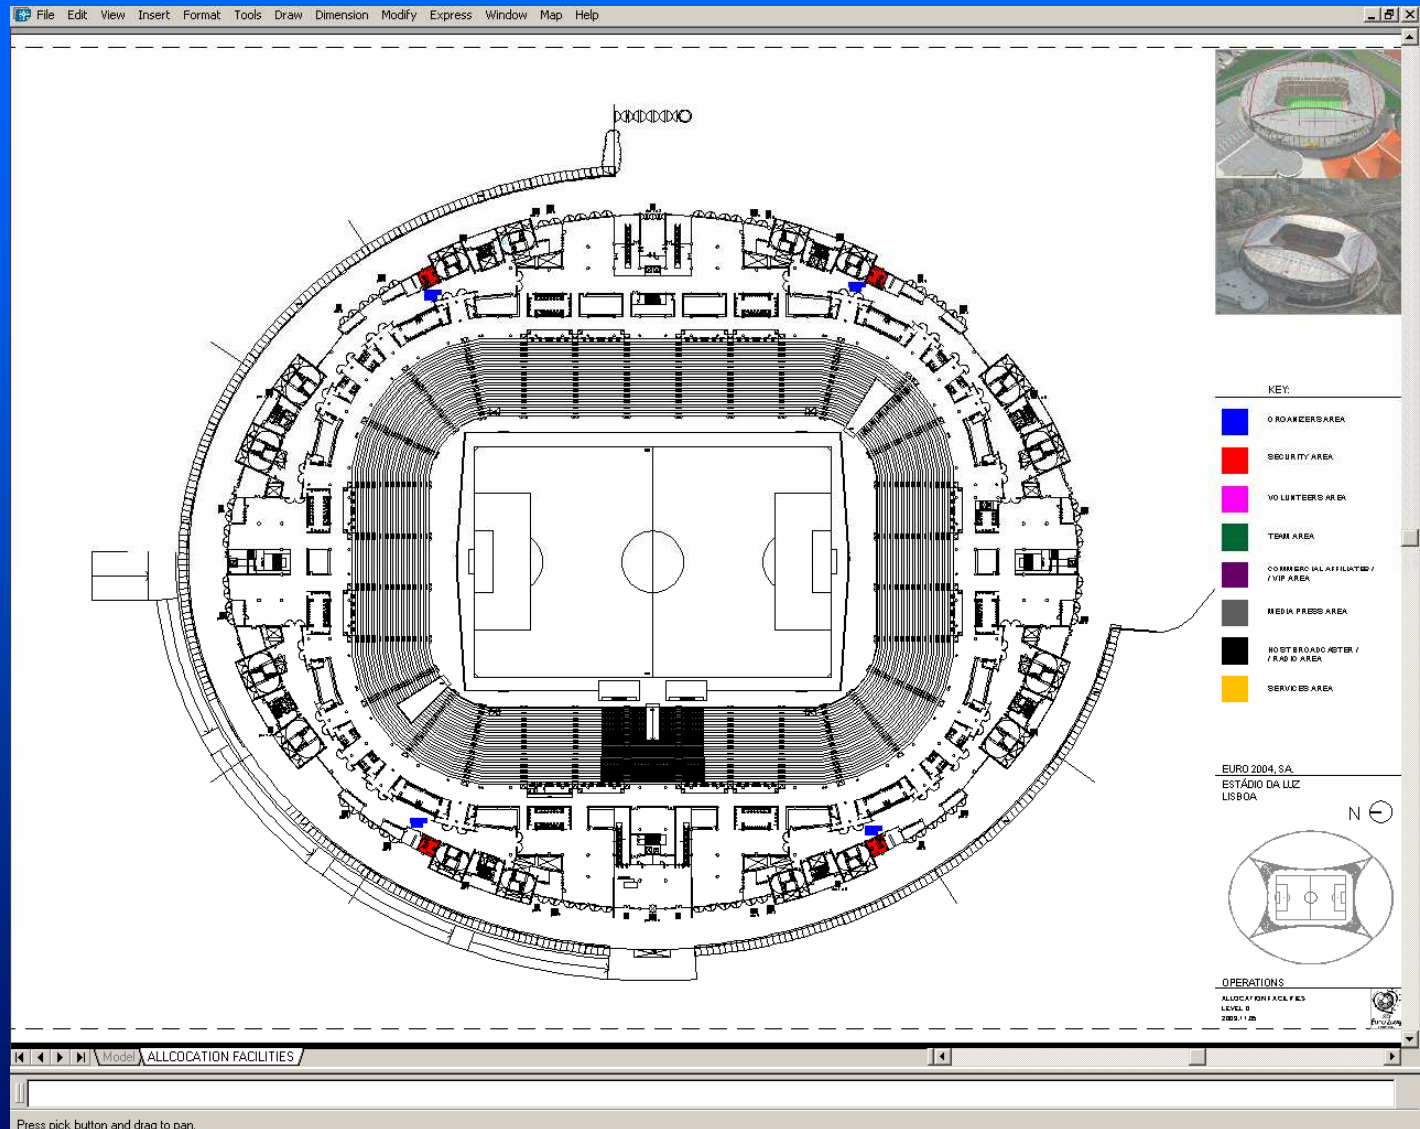 File Edit View Insert Format Tools Draw Dimension Modify Express Window Map Help
KEY:
ORGANIZERS AREA
SECURITY AREA
VOLUNTEERS AREA
TEAM AREA
COMMERCIAL AFFILIATES /
/ VIP AREA
MEDIA PRESS AREA
HOST BROADCASTER /
/ RADIO AREA
SERVICES AREA
EURO 2004, S.A.
ESTÁDIO DA LUZ
LISBOA
N
OPERATIONS
ALLOCATION FACILITIES
LEVEL 0
Model ALLCOCATION FACILITIES
Press pick button and drag to pan.